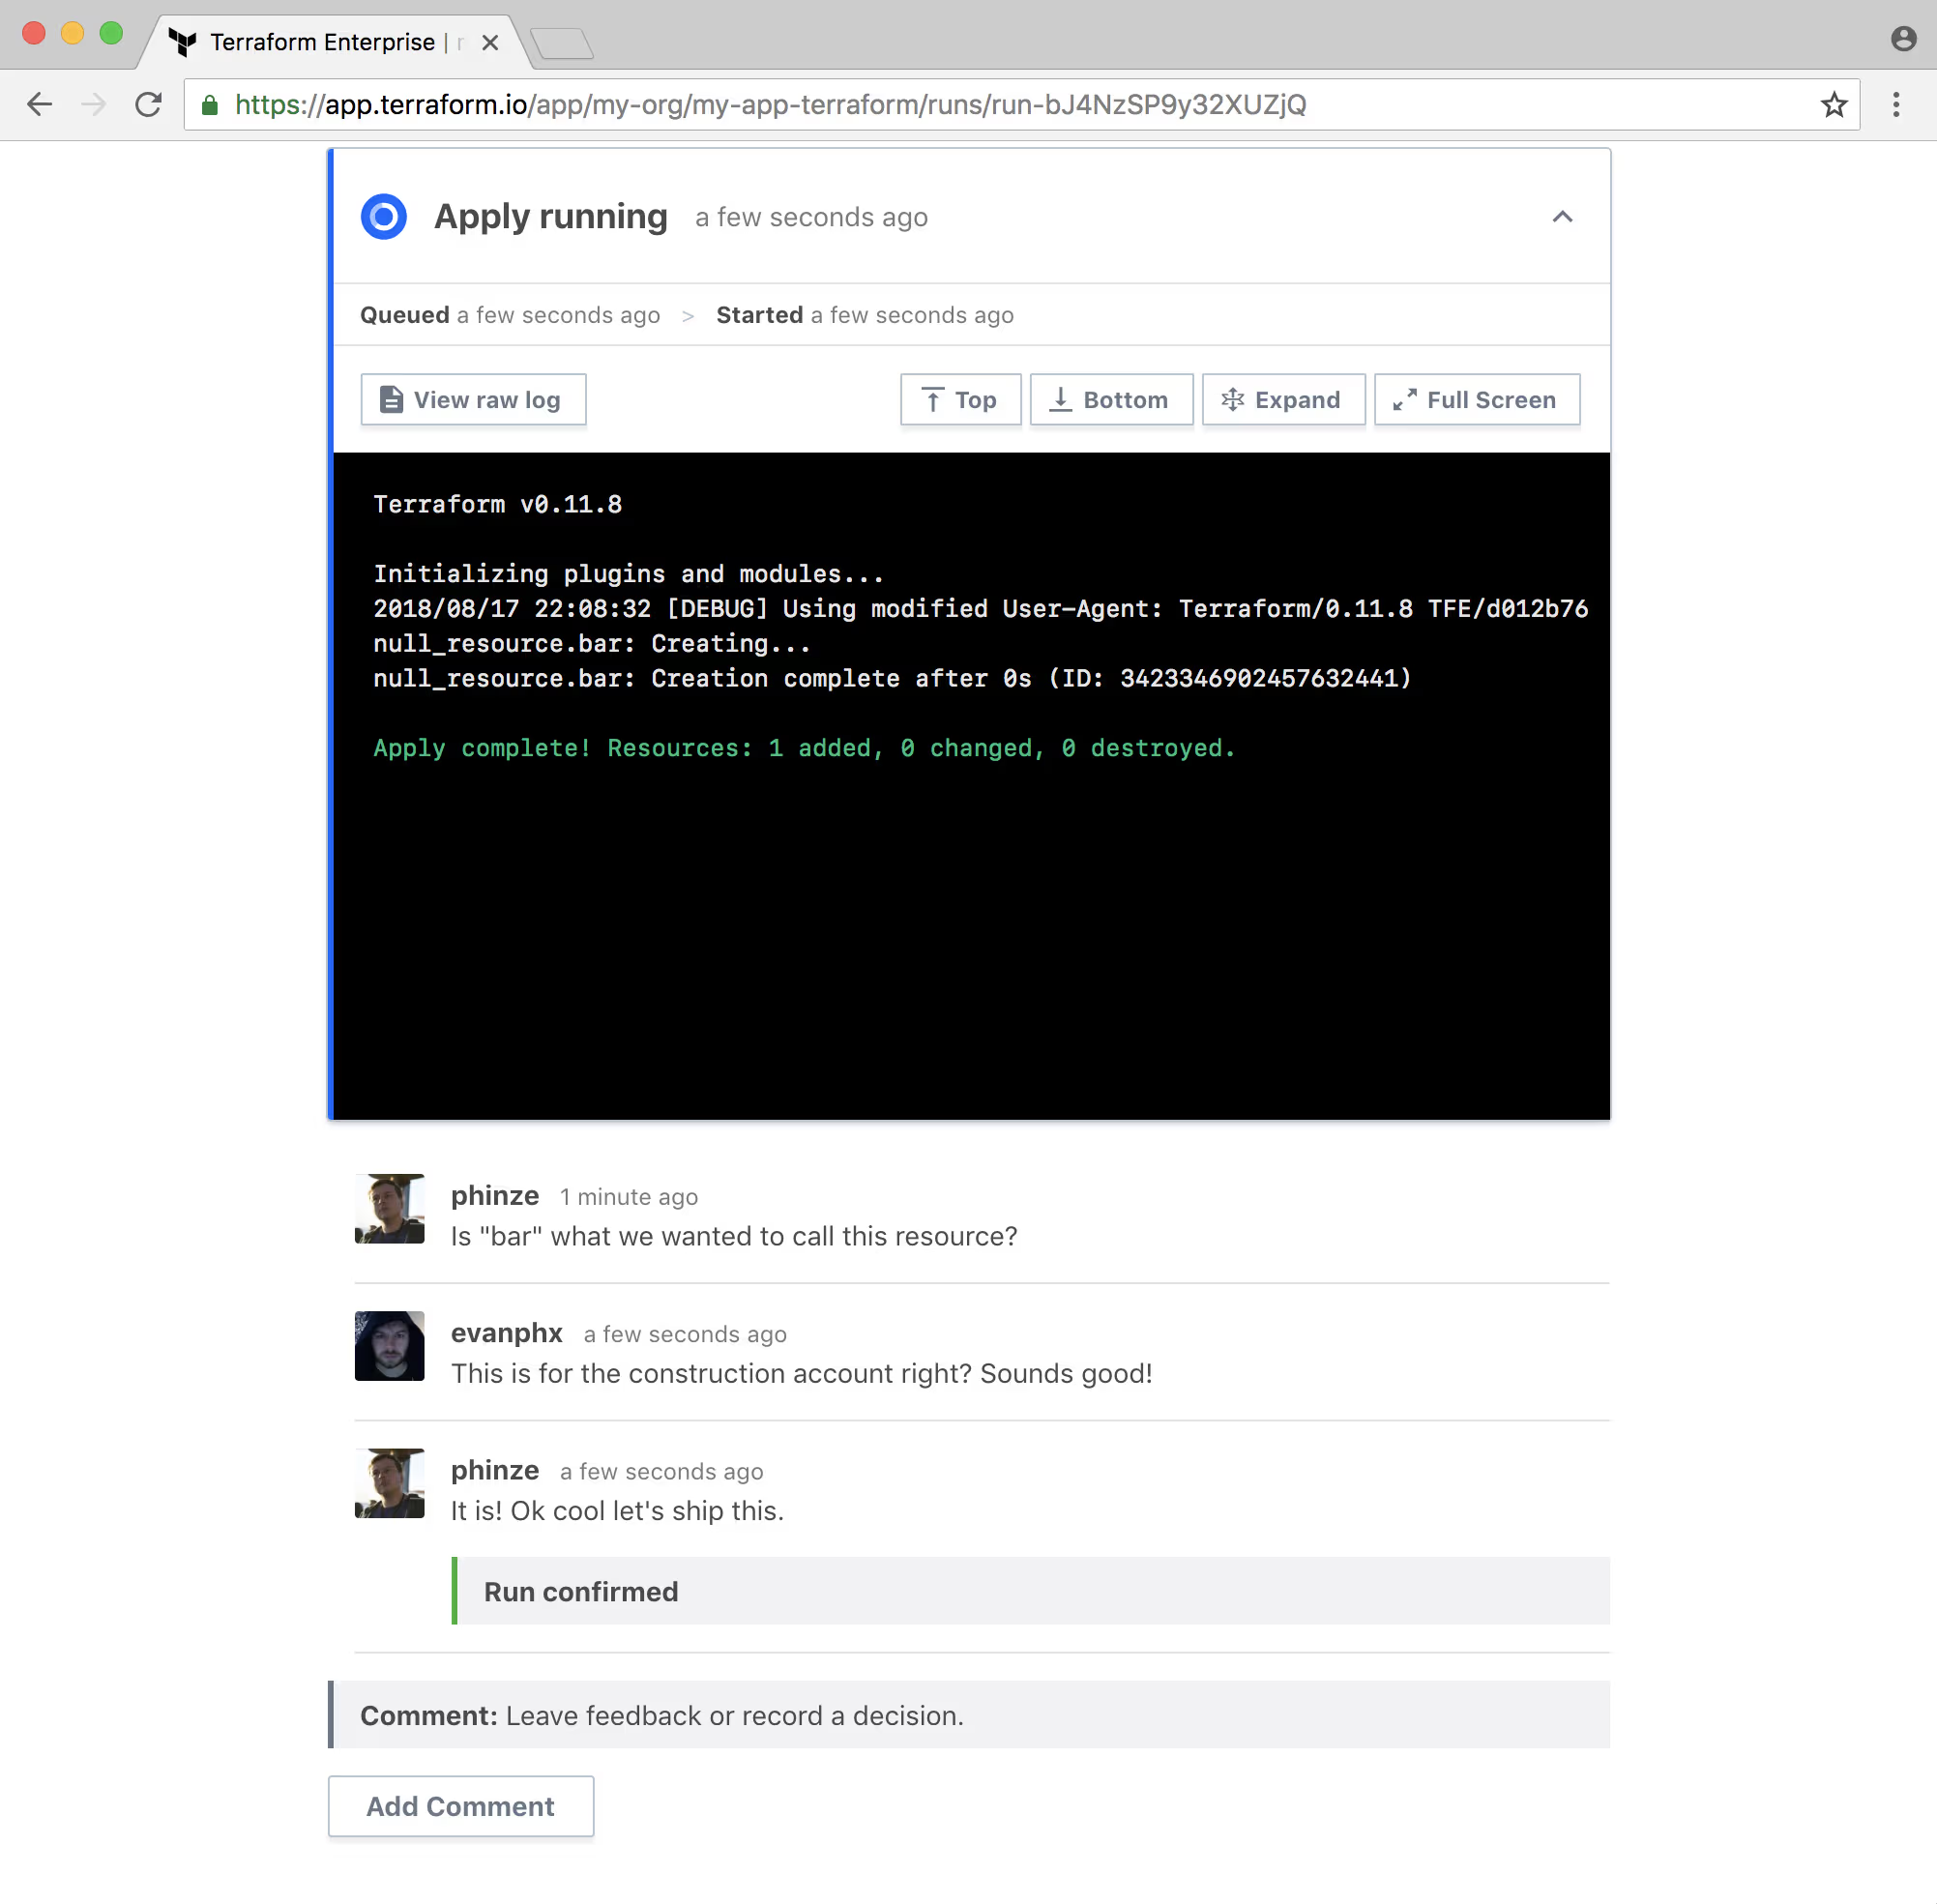 Terraform Enterprise |
https://app.terraform.io/app/my-org/my-app-terraform/runs/run-bJ4NzSP9y32XUZjQ
Apply running a few seconds ago
Queued a few seconds ago > Started a few seconds ago
View raw log Top Bottom Expand Full Screen
Terraform v0.11.8
Initializing plugins and modules...
2018/08/17 22:08:32 [DEBUG] Using modified User-Agent: Terraform/0.11.8 TFE/d012b76
null_resource.bar: Creating...
null_resource.bar: Creation complete after 0s (ID: 3423346902457632441)
Apply complete! Resources: 1 added, 0 changed, 0 destroyed.
phinze 1 minute ago
Is "bar" what we wanted to call this resource?
evanphx a few seconds ago
This is for the construction account right? Sounds good!
phinze a few seconds ago
It is! Ok cool let's ship this.
Run confirmed
Comment: Leave feedback or record a decision.
Add Comment